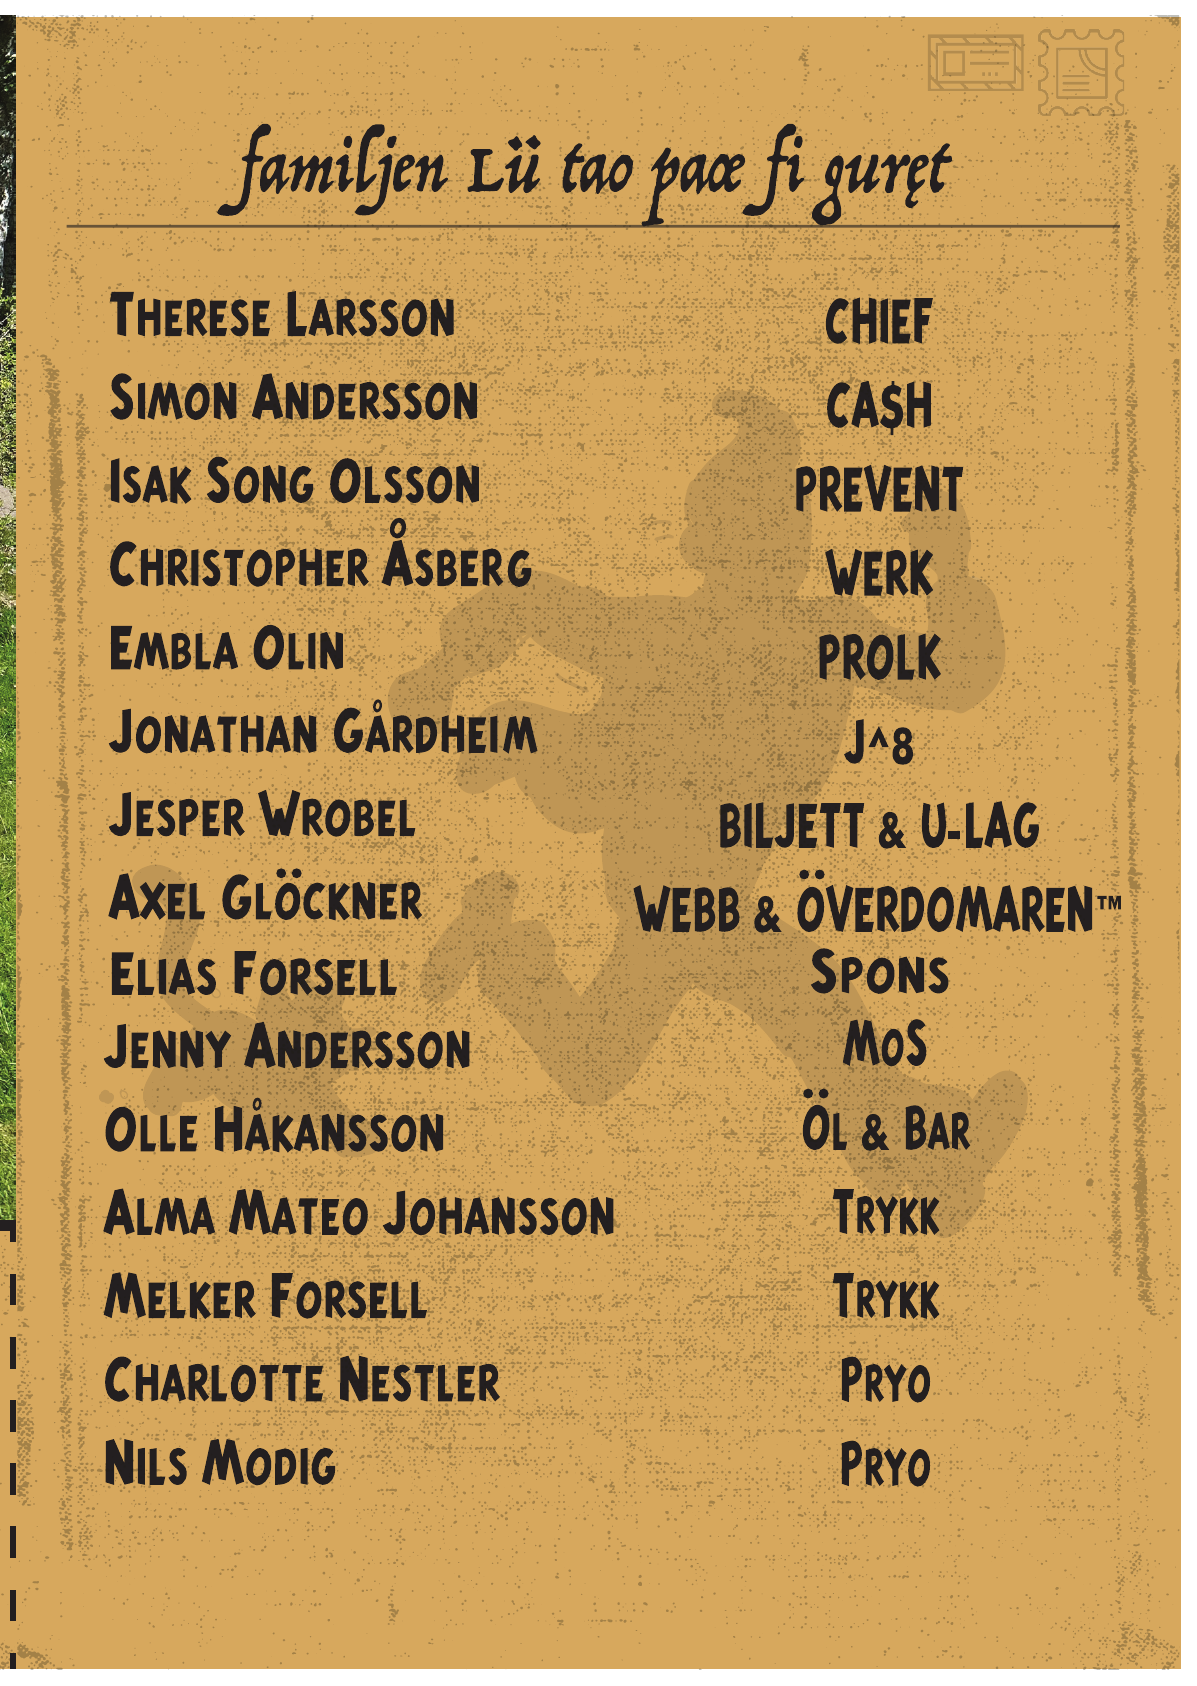 familjen Lü tao paœ fi guręt
Therese Larsson CHIEF
Simon Andersson CA$H
Isak Song Olsson PREVENT
Christopher Åsberg WERK
Embla Olin PROLK
Jonathan Gårdheim J^8
Jesper Wrobel BILJETT & U-LAG
Axel Glöckner WEBB & ÖVERDOMAREN™
Elias Forsell Spons
Jenny Andersson MoS
Olle Håkansson Öl & Bar
Alma Mateo Johansson Trykk
Melker Forsell Trykk
Charlotte Nestler Pryo
Nils Modig Pryo